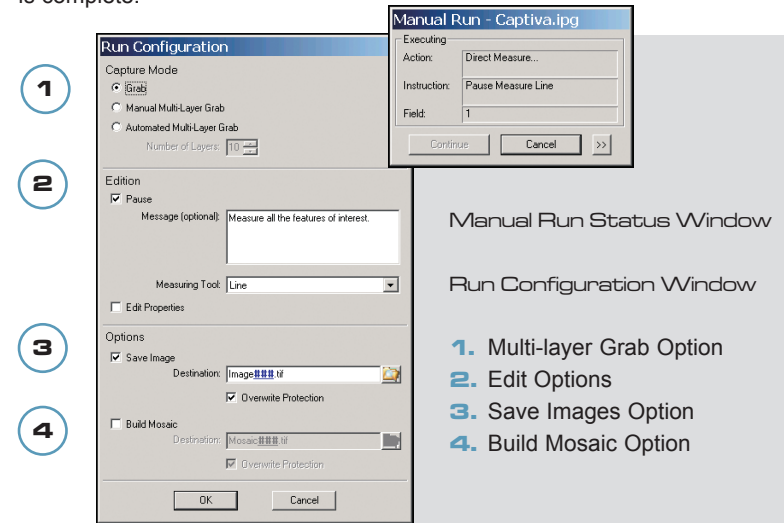 is complete.
Manual Run - Captiva.ipg
Executing
Action: Direct Measure...
Instruction: Pause Measure Line
Field: 1
Continue Cancel >>
Run Configuration
1
Capture Mode
Grab
Manual Multi-Layer Grab
Automated Multi-Layer Grab
Number of Layers: 10
2
Edition
Pause
Message (optional): Measure all the features of interest.
Measuring Tool: Line
Edit Properties
3
Options
Save Image
Destination: Image###.tif
Overwrite Protection
4
Build Mosaic
Destination: Mosaic###.tif
Overwrite Protection
OK Cancel
Manual Run Status Window
Run Configuration Window
1. Multi-layer Grab Option
2. Edit Options
3. Save Images Option
4. Build Mosaic Option